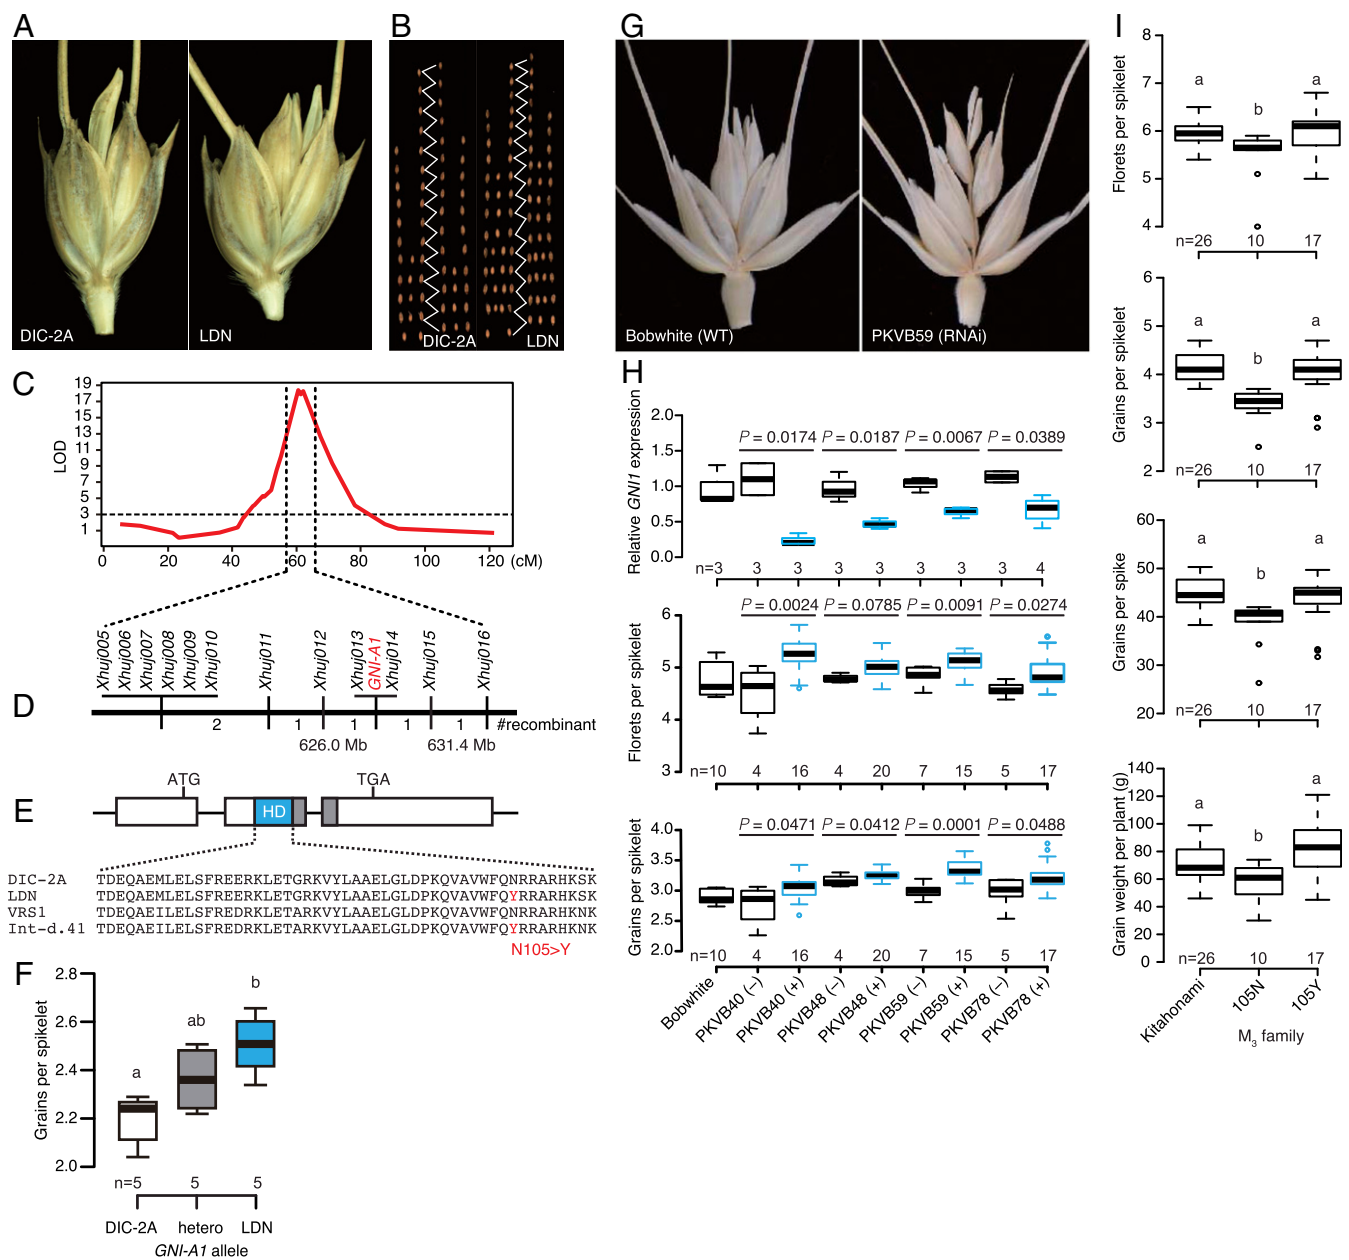 A
DIC-2A
LDN
B
DIC-2A
LDN
C
LOD
19
17
15
13
11
9
7
5
3
1
0 20 40 60 80 100 120 (cM)
D
Xhuj005
Xhuj006
Xhuj007
Xhuj008
Xhuj009
Xhuj010
Xhuj011
Xhuj012
Xhuj013
GNI-A1
Xhuj014
Xhuj015
Xhuj016
2 1 1 1 1 #recombinant
626.0 Mb 631.4 Mb
E
ATG TGA
HD
DIC-2A TDEQAEMLELSFREERKLETGRKVYLAAELGLDPKQVAVWFQNRRARHKSK
LDN TDEQAEMLELSFREERKLETGRKVYLAAELGLDPKQVAVWFQYRRARHKSK
VRS1 TDEQAEILELSFREDRKLETARKVYLAAELGLDPKQVAVWFQNRRARHKNK
Int-d.41 TDEQAEILELSFREDRKLETARKVYLAAELGLDPKQVAVWFQYRRARHKNK
N105>Y
F
Grains per spikelet
2.8
2.6
2.4
2.2
2.0
a ab b
n=5 5 5
DIC-2A hetero LDN
GNI-A1 allele
G
Bobwhite (WT)
PKVB59 (RNAi)
H
Relative GNI1 expression
2.0
1.5
1.0
0.5
0.0
P = 0.0174 P = 0.0187 P = 0.0067 P = 0.0389
n=3 3 3 3 3 3 3 3 4
Florets per spikelet
6
5
4
3
P = 0.0024 P = 0.0785 P = 0.0091 P = 0.0274
n=10 4 16 4 20 7 15 5 17
Grains per spikelet
4.0
3.5
3.0
2.5
2.0
P = 0.0471 P = 0.0412 P = 0.0001 P = 0.0488
n=10 4 16 4 20 7 15 5 17
Bobwhite
PKVB40 (−)
PKVB40 (+)
PKVB48 (−)
PKVB48 (+)
PKVB59 (−)
PKVB59 (+)
PKVB78 (−)
PKVB78 (+)
I
Florets per spikelet
8
7
6
5
4
a b a
n=26 10 17
Grains per spikelet
6
5
4
3
2
a b a
n=26 10 17
Grains per spike
60
50
40
30
20
a b a
n=26 10 17
Grain weight per plant (g)
140
120
100
80
60
40
20
0
a b a
n=26 10 17
Kitahonami
105N
105Y
M3 family